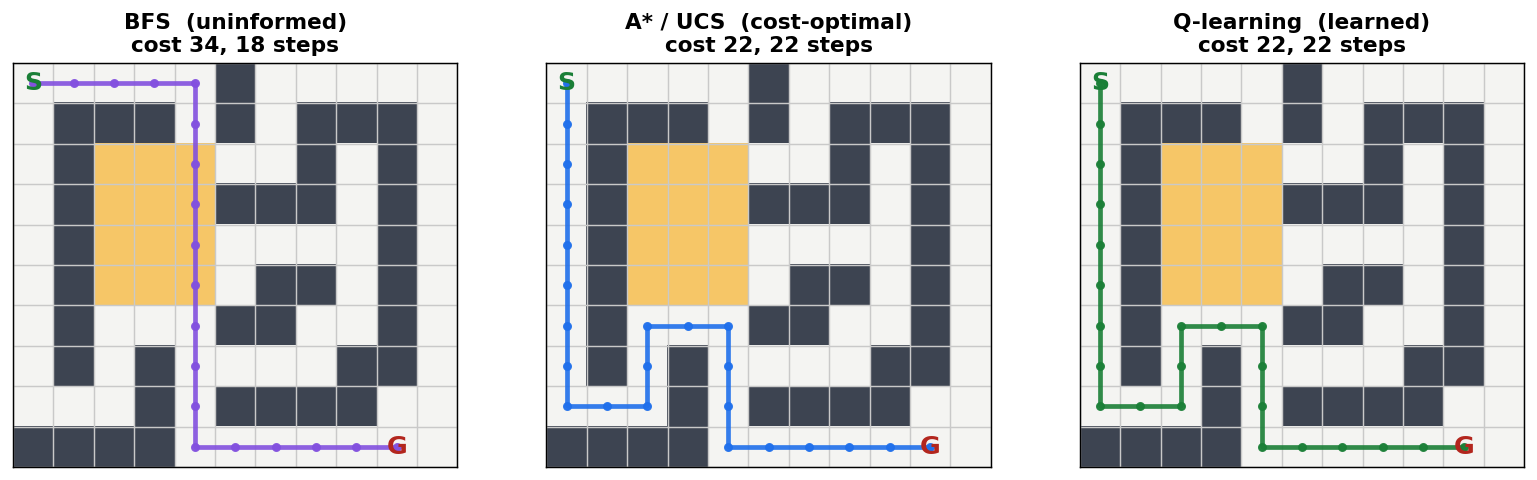 BFS  (uninformed)
cost 34, 18 steps
S
G
A* / UCS  (cost-optimal)
cost 22, 22 steps
S
G
Q-learning  (learned)
cost 22, 22 steps
S
G